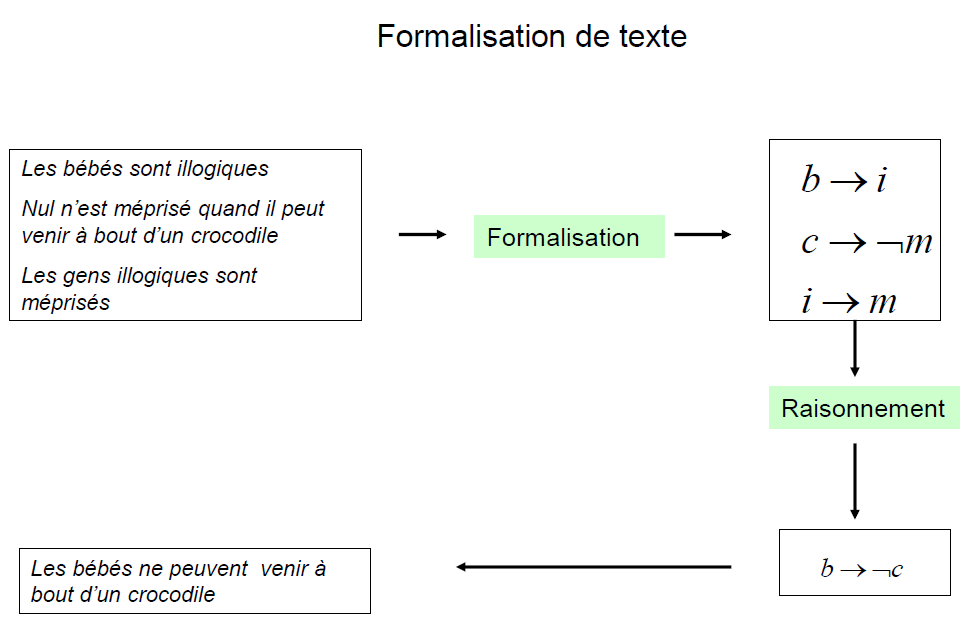 Formalisation de texte
Les bébés sont illogiques
Nul n'est méprisé quand il peut
venir à bout d'un crocodile
Les gens illogiques sont
méprisés
Formalisation
b → i
c → ¬m
i → m
Raisonnement
b → ¬c
Les bébés ne peuvent venir à
bout d'un crocodile